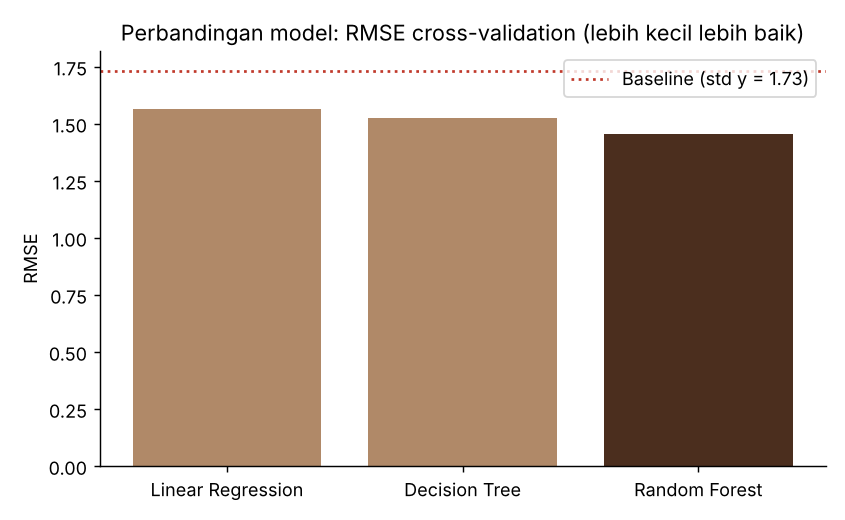 Perbandingan model: RMSE cross-validation (lebih kecil lebih baik)
Baseline (std y = 1.73)
RMSE
1.75
1.50
1.25
1.00
0.75
0.50
0.25
0.00
Linear Regression
Decision Tree
Random Forest